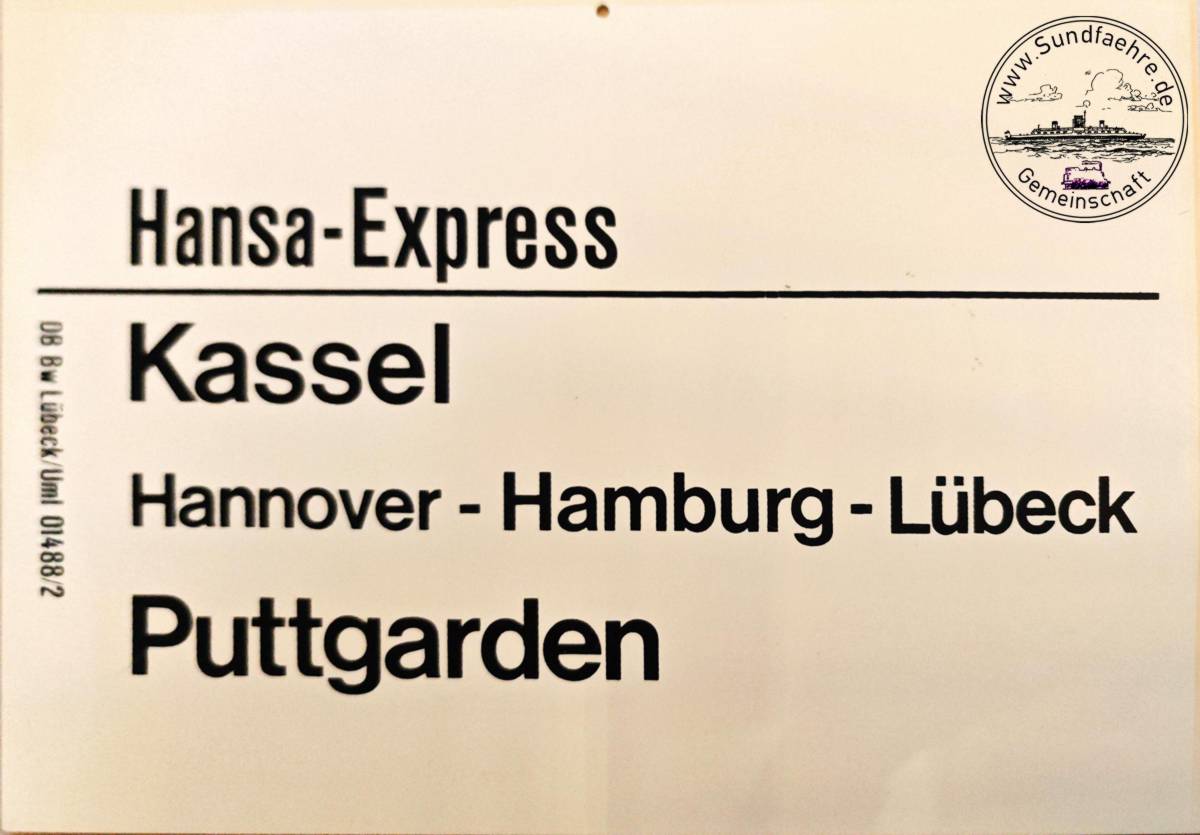 www.Sundfaehre.de
Gemeinschaft
Hansa-Express
Kassel
Hannover - Hamburg - Lübeck
Puttgarden
DB Bw Lübeck/Uml 01488/2